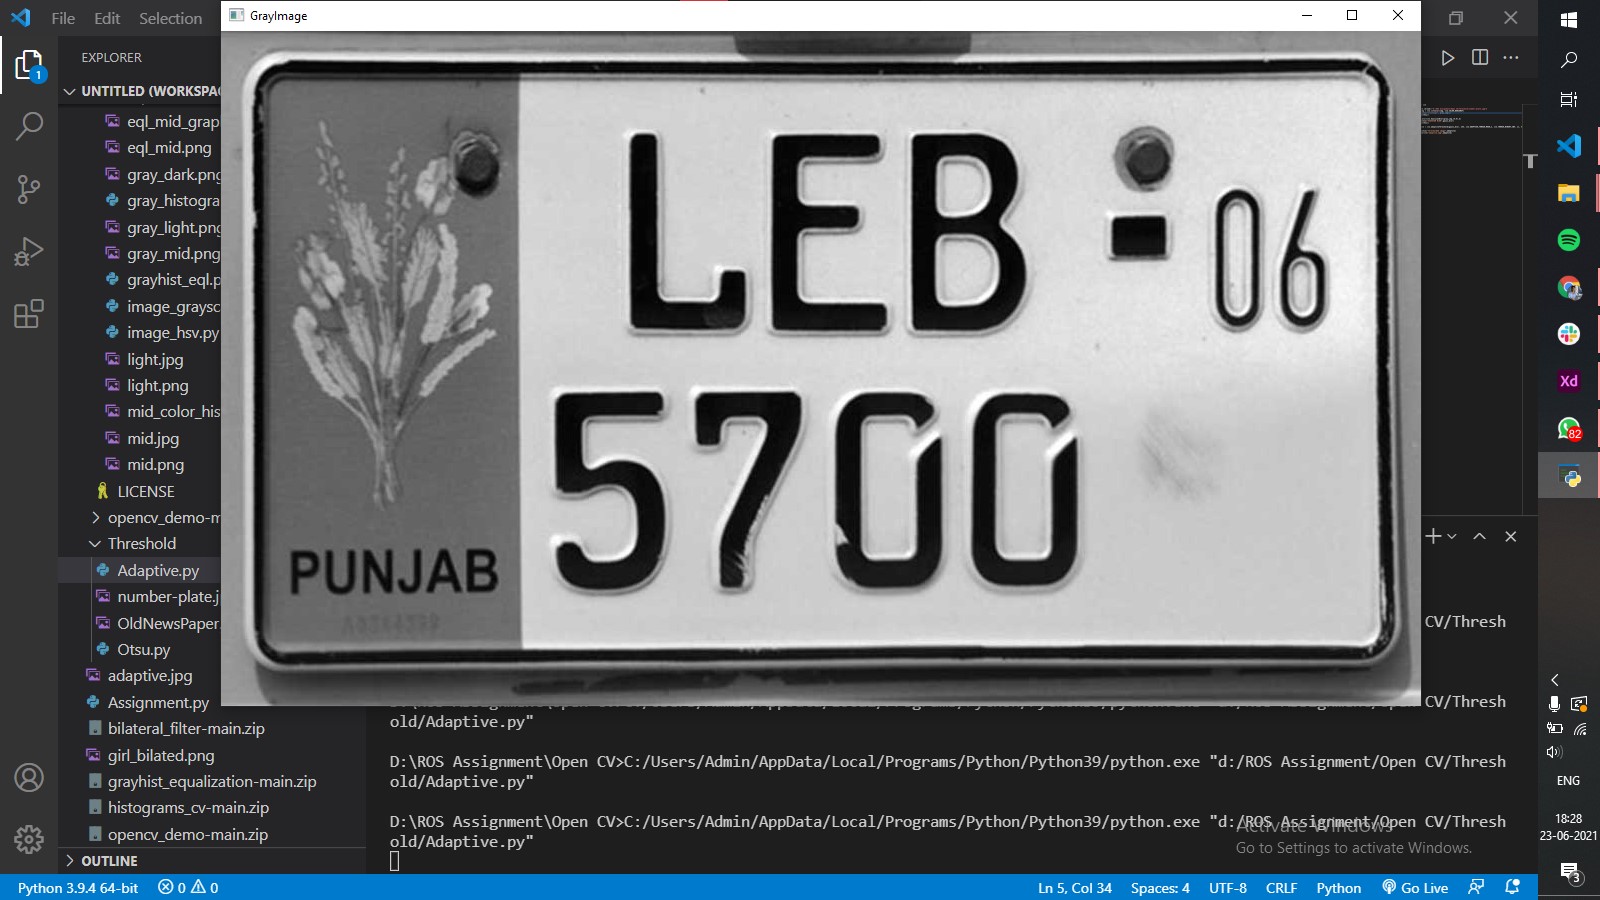 File Edit Selection
GrayImage
EXPLORER
UNTITLED (WORKSPAC
eql_mid_grap
eql_mid.png
gray_dark.png
gray_histogra
gray_light.png
gray_mid.png
grayhist_eql.p
image_graysc
image_hsv.py
light.jpg
light.png
mid_color_his
mid.jpg
mid.png
LICENSE
opencv_demo-m
Threshold
Adaptive.py
number-plate.j
OldNewsPaper.
Otsu.py
adaptive.jpg
Assignment.py
bilateral_filter-main.zip
girl_bilated.png
grayhist_equalization-main.zip
histograms_cv-main.zip
opencv_demo-main.zip
OUTLINE
LEB - 06
5700
PUNJAB
CV/Thresh
CV/Thresh
old/Adaptive.py"
D:\ROS Assignment\Open CV>C:/Users/Admin/AppData/Local/Programs/Python/Python39/python.exe "d:/ROS Assignment/Open CV/Thresh
old/Adaptive.py"
D:\ROS Assignment\Open CV>C:/Users/Admin/AppData/Local/Programs/Python/Python39/python.exe "d:/ROS Assignment/Open CV/Thresh
old/Adaptive.py"
Activate Windows
Go to Settings to activate Windows.
Python 3.9.4 64-bit 0 0 Ln 5, Col 34 Spaces: 4 UTF-8 CRLF Python Go Live
1
T
Xd
82
ENG
18:28
23-06-2021
3